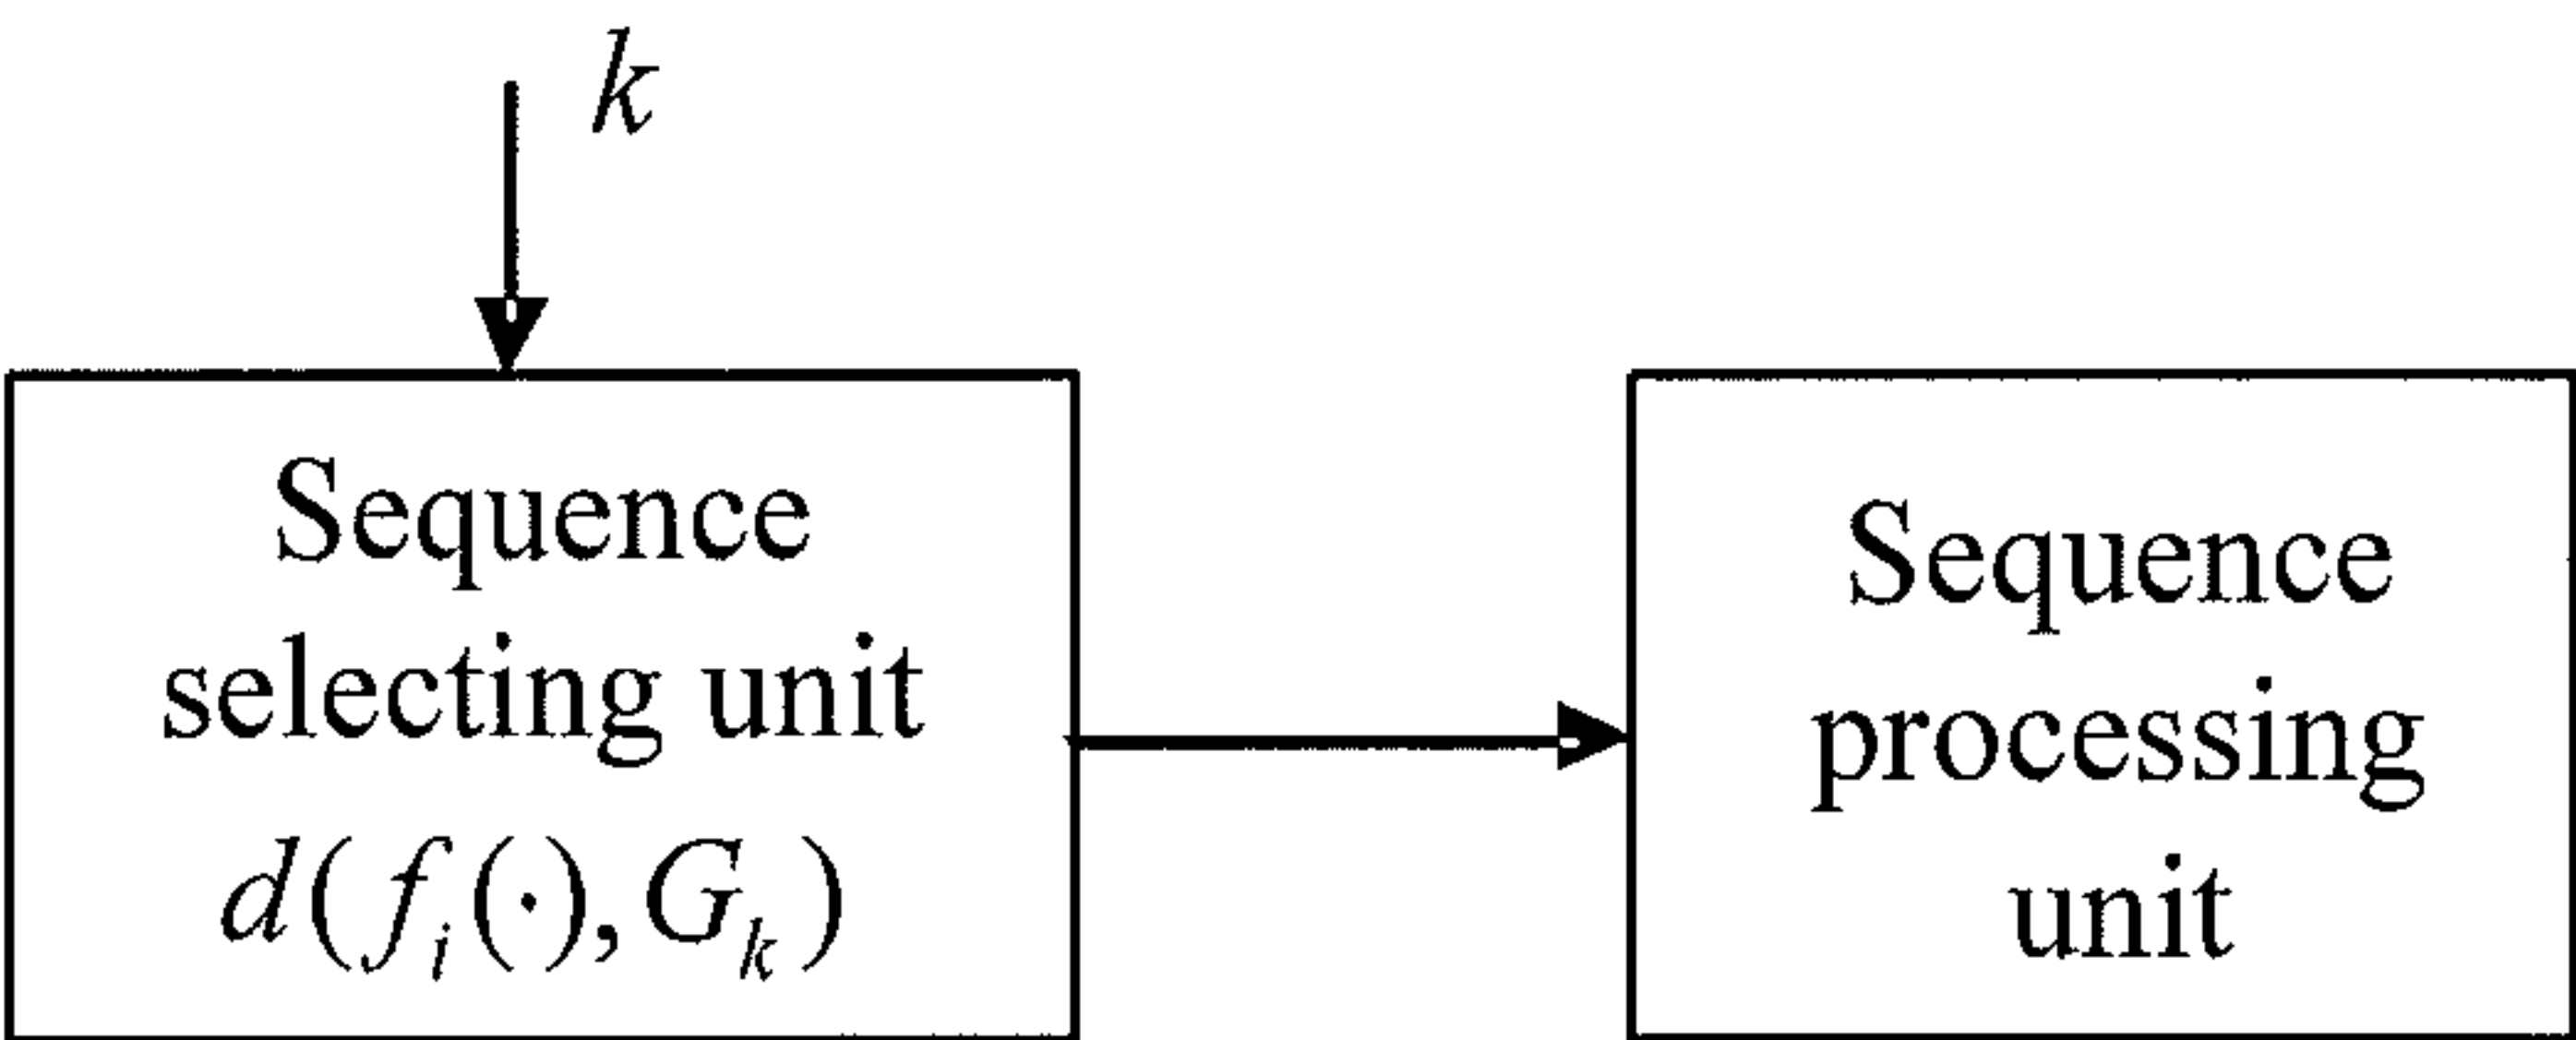 k
Sequence
selecting unit
d(f_i(·), G_k)
Sequence
processing
unit